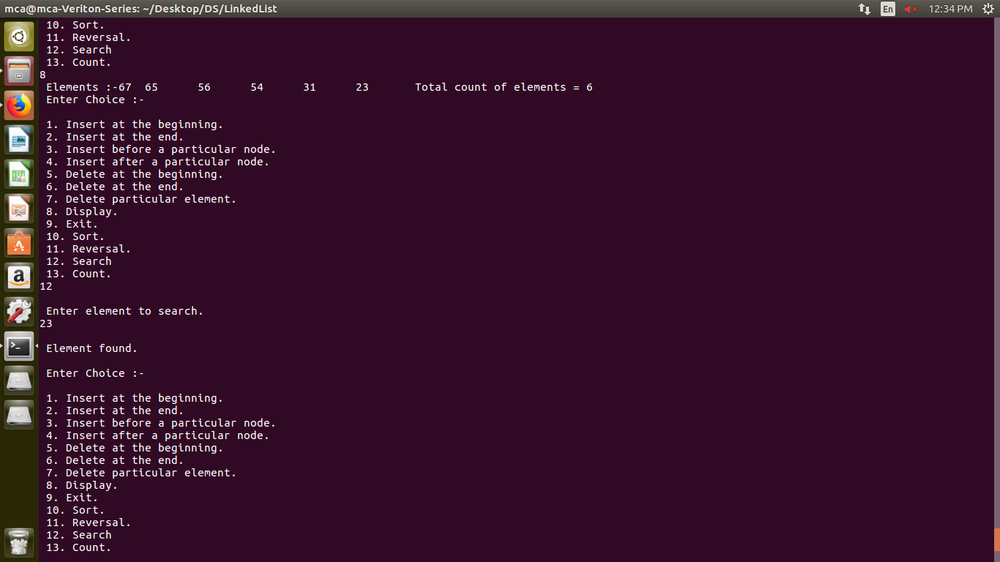 mca@mca-Veriton-Series: ~/Desktop/DS/LinkedList En 12:34 PM
10. Sort.
11. Reversal.
12. Search
13. Count.
8
Elements :-67 65 56 54 31 23 Total count of elements = 6
Enter Choice :-
1. Insert at the beginning.
2. Insert at the end.
3. Insert before a particular node.
4. Insert after a particular node.
5. Delete at the beginning.
6. Delete at the end.
7. Delete particular element.
8. Display.
9. Exit.
10. Sort.
11. Reversal.
12. Search
13. Count.
12
Enter element to search.
23
Element found.
Enter Choice :-
1. Insert at the beginning.
2. Insert at the end.
3. Insert before a particular node.
4. Insert after a particular node.
5. Delete at the beginning.
6. Delete at the end.
7. Delete particular element.
8. Display.
9. Exit.
10. Sort.
11. Reversal.
12. Search
13. Count.